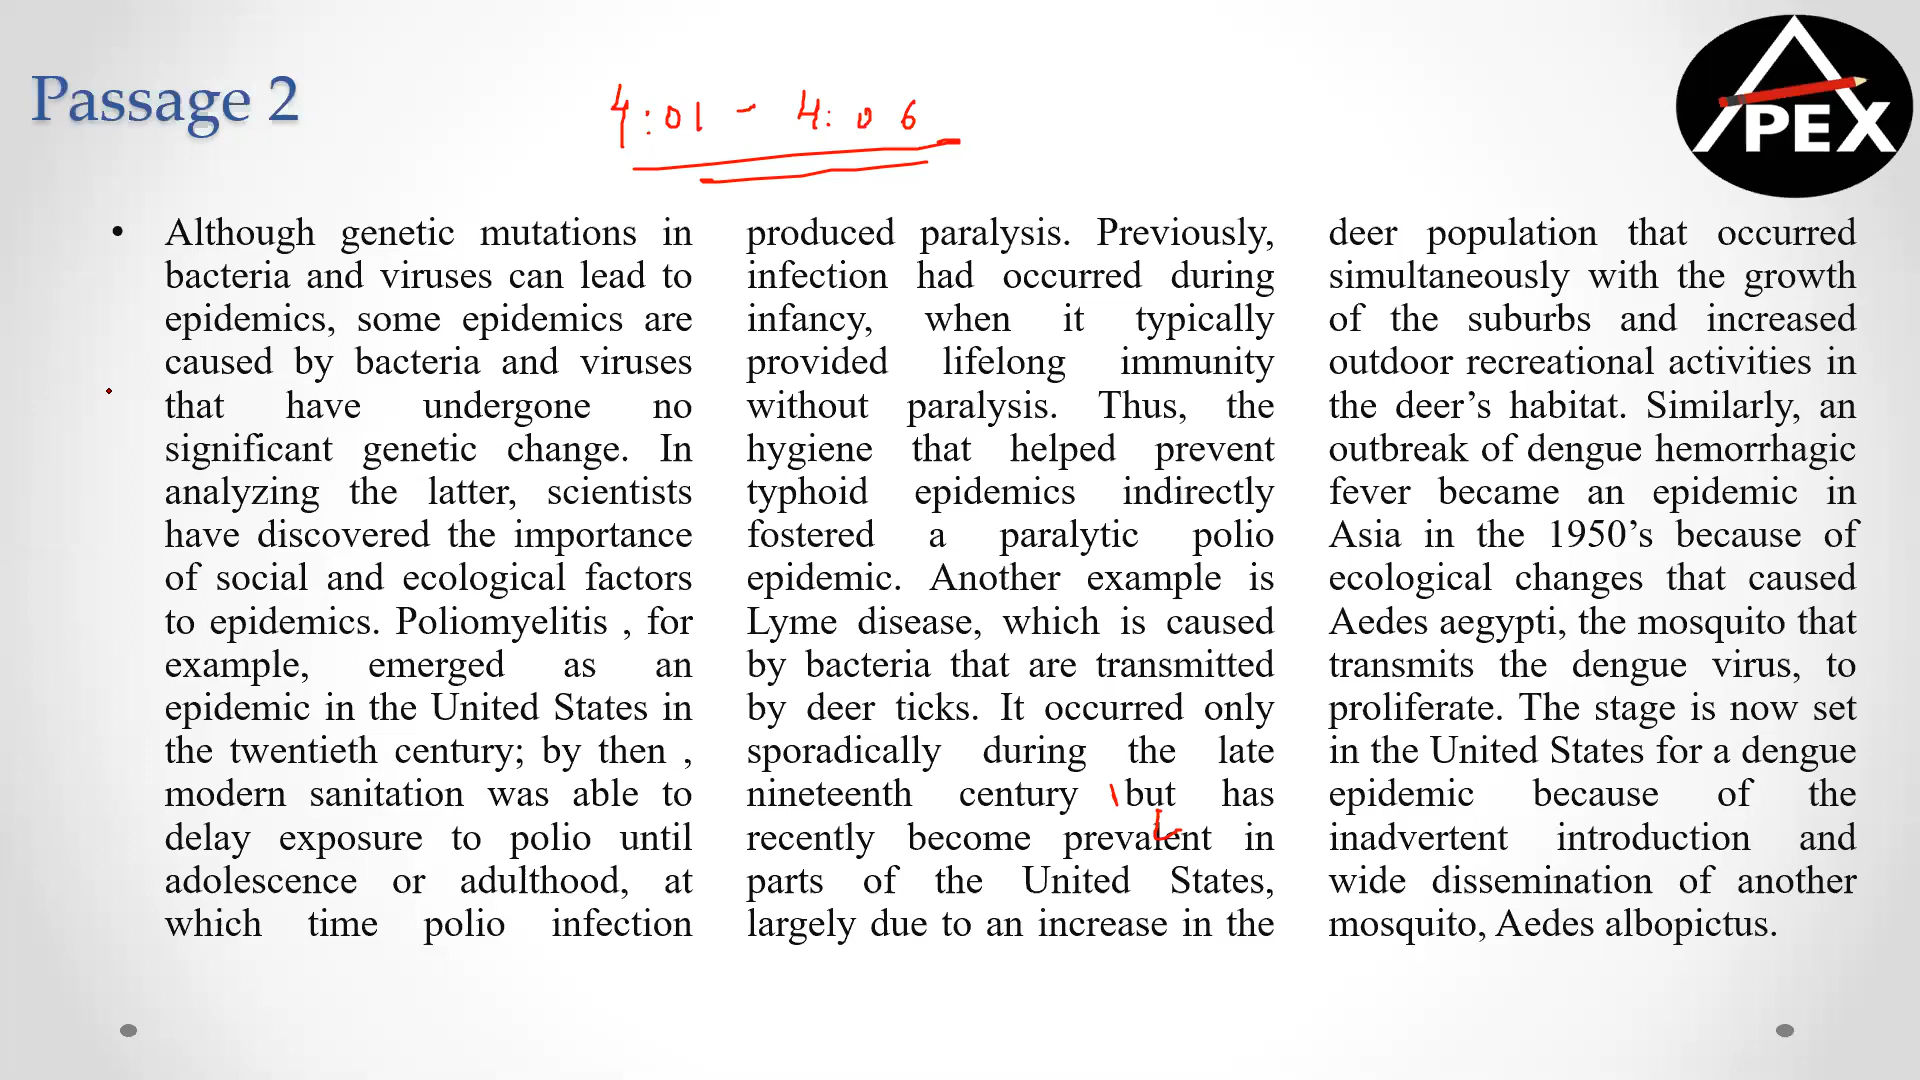 Passage 2
4:01 - 4:06
APEX
• Although genetic mutations in
bacteria and viruses can lead to
epidemics, some epidemics are
caused by bacteria and viruses
that have undergone no
significant genetic change. In
analyzing the latter, scientists
have discovered the importance
of social and ecological factors
to epidemics. Poliomyelitis , for
example, emerged as an
epidemic in the United States in
the twentieth century; by then ,
modern sanitation was able to
delay exposure to polio until
adolescence or adulthood, at
which time polio infection
produced paralysis. Previously,
infection had occurred during
infancy, when it typically
provided lifelong immunity
without paralysis. Thus, the
hygiene that helped prevent
typhoid epidemics indirectly
fostered a paralytic polio
epidemic. Another example is
Lyme disease, which is caused
by bacteria that are transmitted
by deer ticks. It occurred only
sporadically during the late
nineteenth century but has
recently become prevalent in
parts of the United States,
largely due to an increase in the
deer population that occurred
simultaneously with the growth
of the suburbs and increased
outdoor recreational activities in
the deer’s habitat. Similarly, an
outbreak of dengue hemorrhagic
fever became an epidemic in
Asia in the 1950’s because of
ecological changes that caused
Aedes aegypti, the mosquito that
transmits the dengue virus, to
proliferate. The stage is now set
in the United States for a dengue
epidemic because of the
inadvertent introduction and
wide dissemination of another
mosquito, Aedes albopictus.